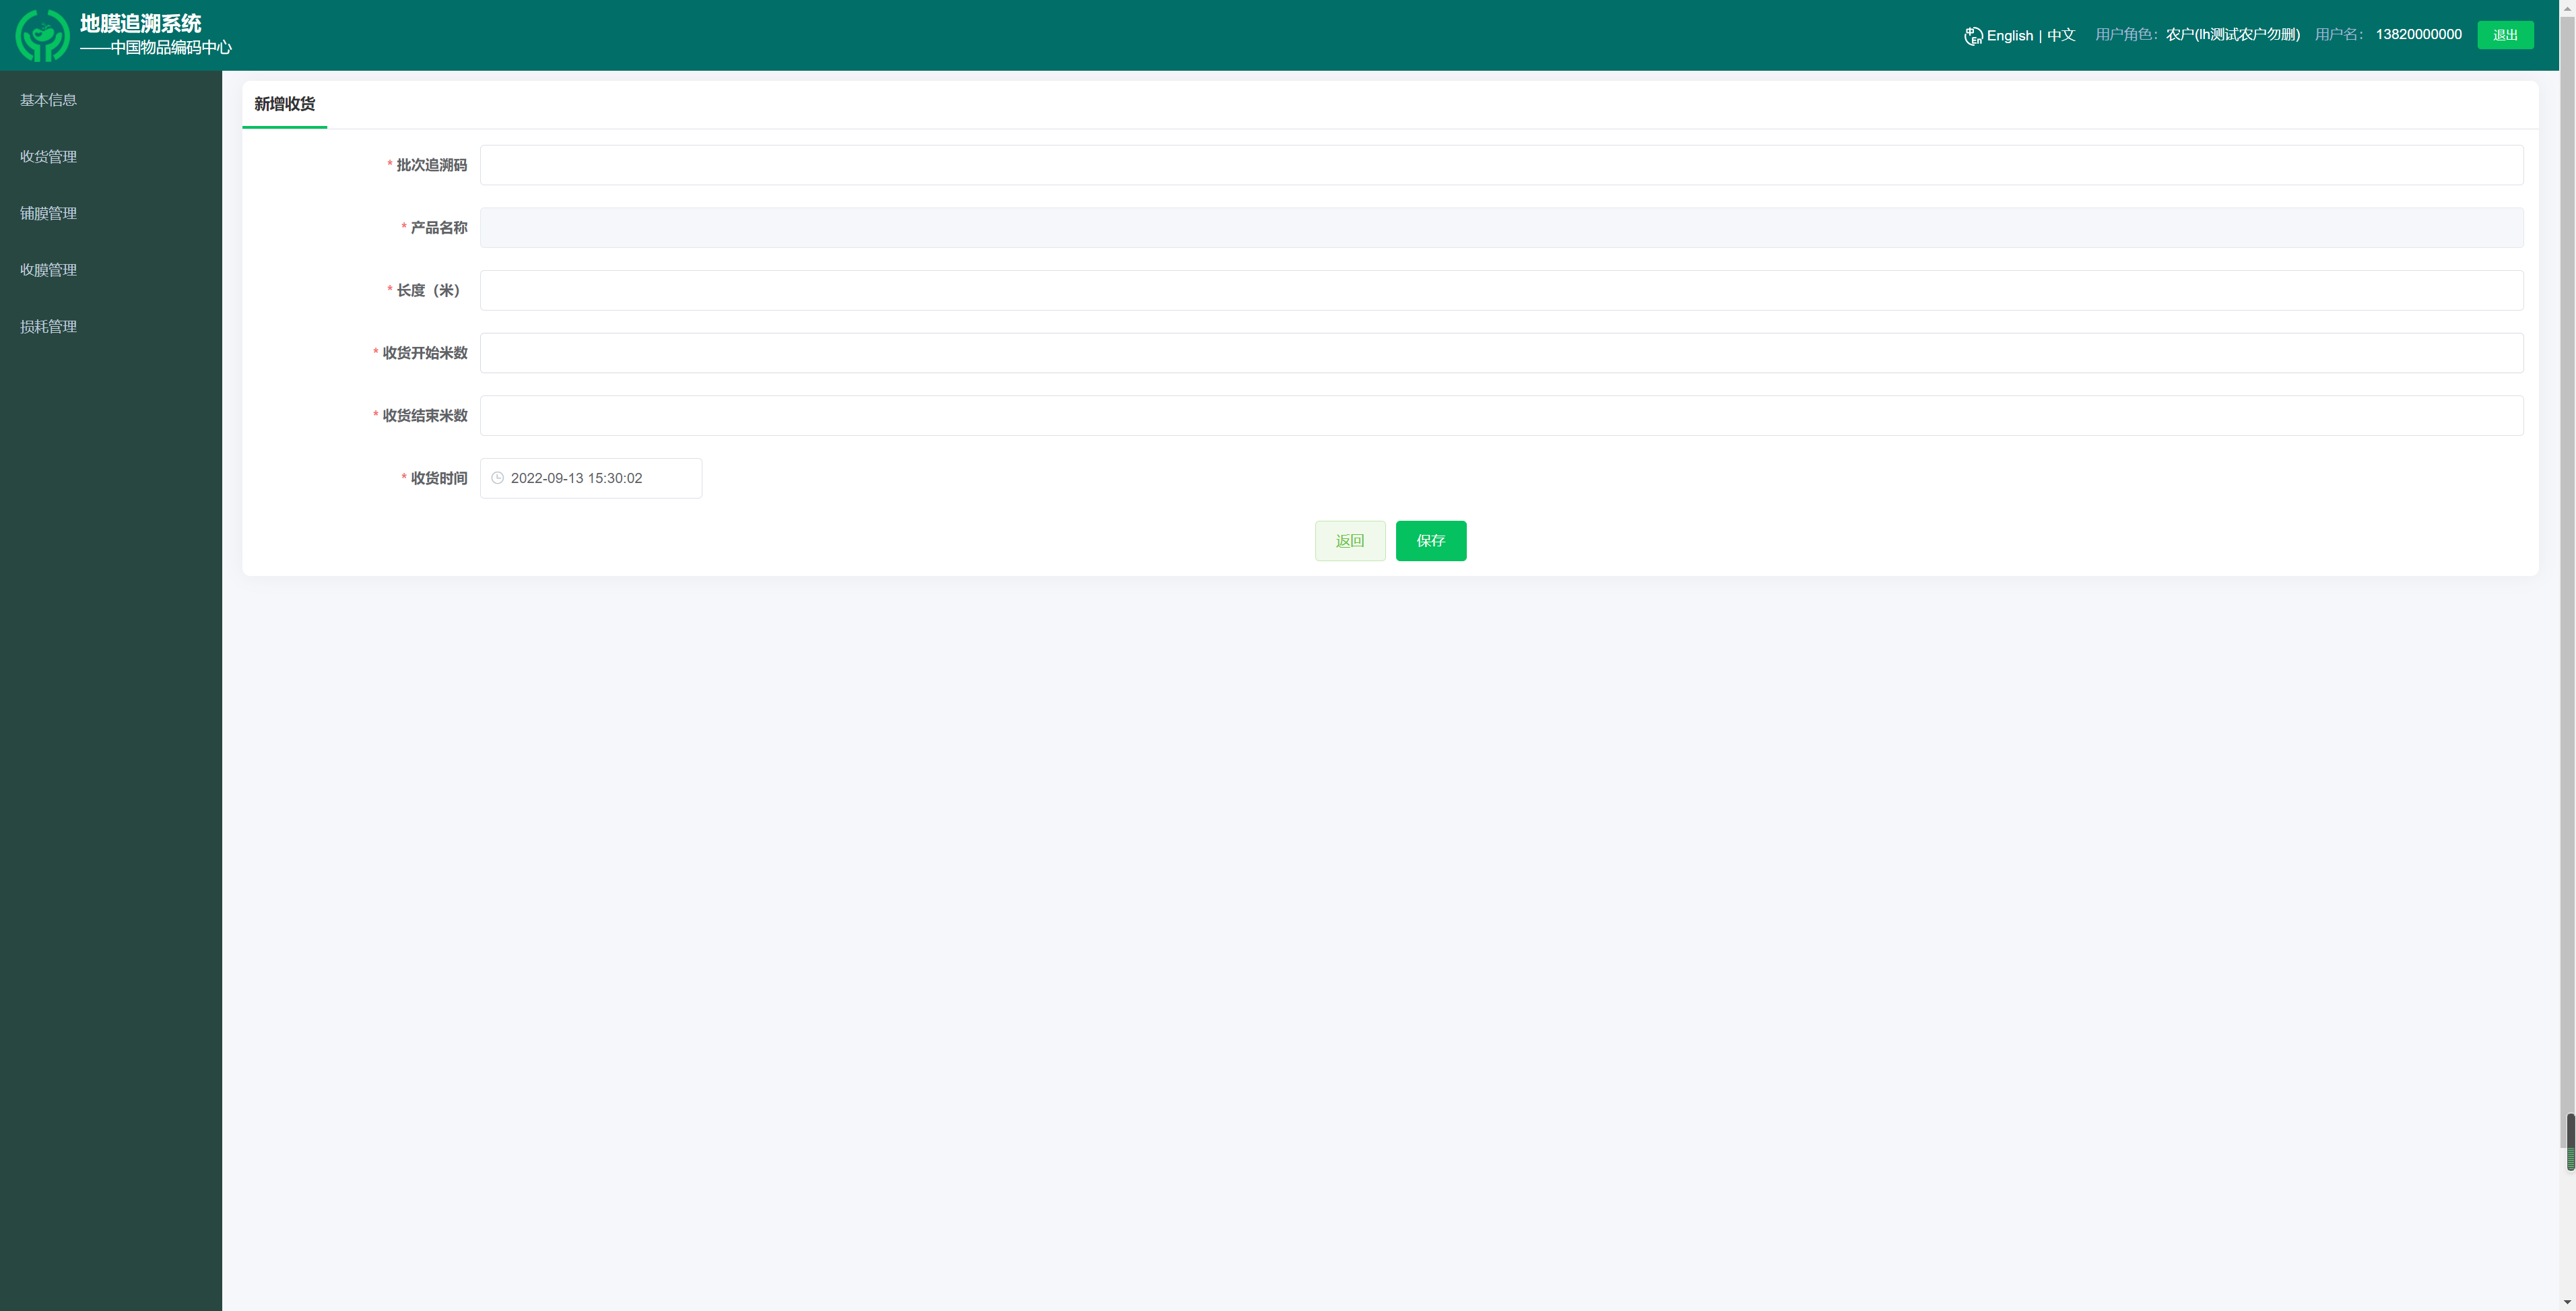 地膜追溯系统
——中国物品编码中心
English | 中文 用户角色: 农户(lh测试农户勿删) 用户名: 13820000000 退出
基本信息
收货管理
铺膜管理
收膜管理
损耗管理
新增收货
* 批次追溯码
* 产品名称
* 长度（米）
* 收货开始米数
* 收货结束米数
* 收货时间 2022-09-13 15:30:02
返回 保存